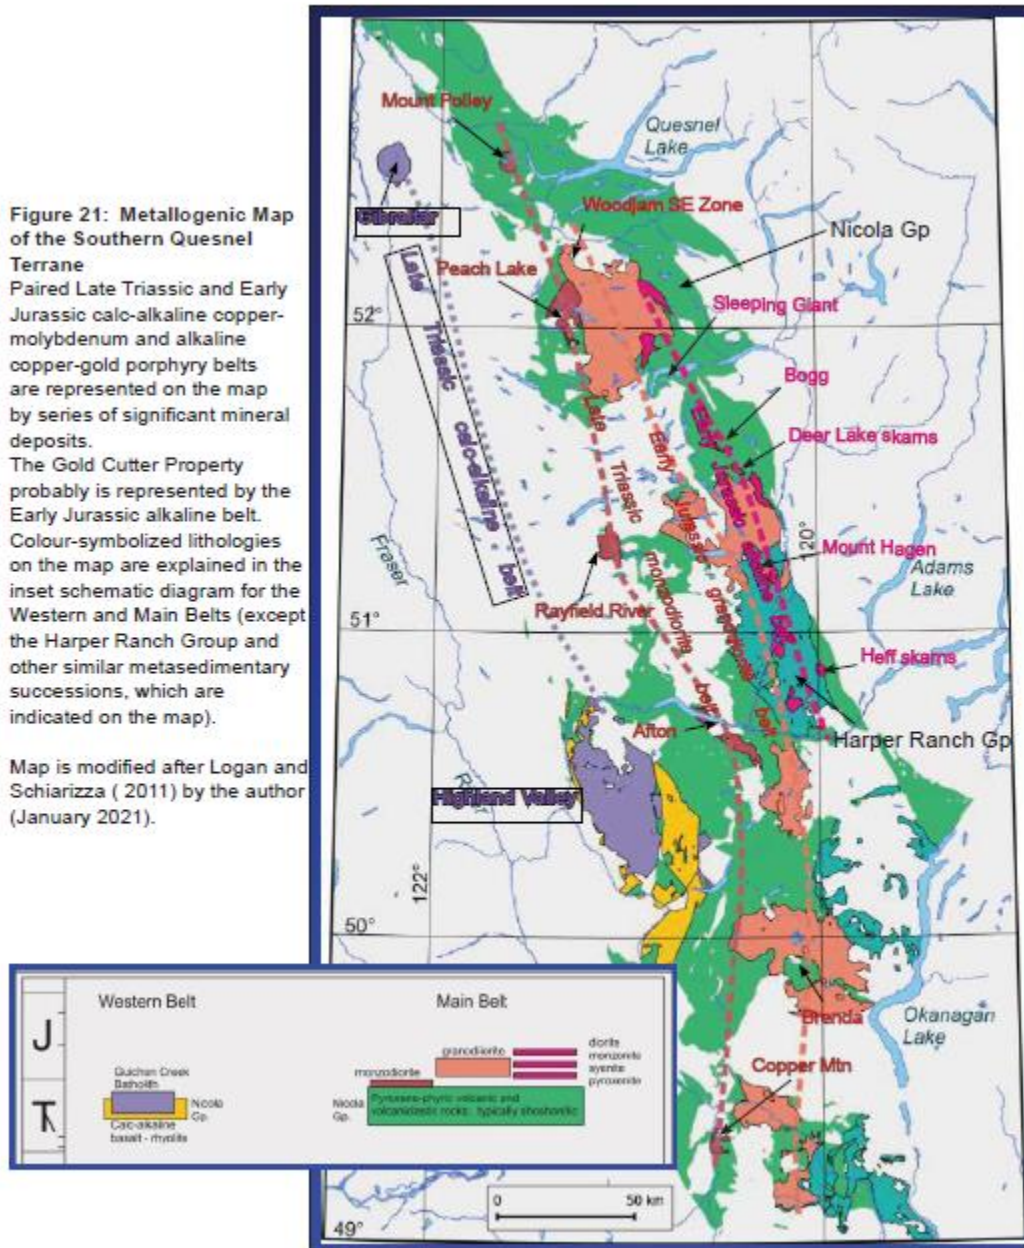 Figure 21: Metallogenic Map
of the Southern Quesnel
Terrane
Paired Late Triassic and Early
Jurassic calc-alkaline copper-
molybdenum and alkaline
copper-gold porphyry belts
are represented on the map
by series of significant mineral
deposits.
The Gold Cutter Property
probably is represented by the
Early Jurassic alkaline belt.
Colour-symbolized lithologies
on the map are explained in the
inset schematic diagram for the
Western and Main Belts (except
the Harper Ranch Group and
other similar metasedimentary
successions, which are
indicated on the map).
Map is modified after Logan and
Schiarizza ( 2011) by the author
(January 2021).
Mount Polley
Quesnel
Lake
Gibraltar
Woodjam SE Zone
Nicola Gp
Peach Lake
Sleeping Giant
52°
Bogg
Deer Lake skarns
Late Triassic calc-alkaline belt
Late Triassic monzodiorite belt
Early Jurassic granodiorite belt
Early Jurassic
120°
Mount Hagen
Adams
Lake
Fraser
Rayfield River
51°
Heff skarns
Afton
Harper Ranch Gp
Highland Valley
122°
50°
Brenda
Okanagan
Lake
Copper Mtn
49°
0 50 km
Western Belt
Main Belt
J
Guichon Creek
Batholith
Nicola
Gp.
Calc-alkaline
basalt - rhyolite
monzodiorite
granodiorite
diorite
monzonite
syenite
pyroxenite
Nicola
Gp.
Pyroxene-phyric volcanic and
volcaniclastic rocks: typically shoshonitic